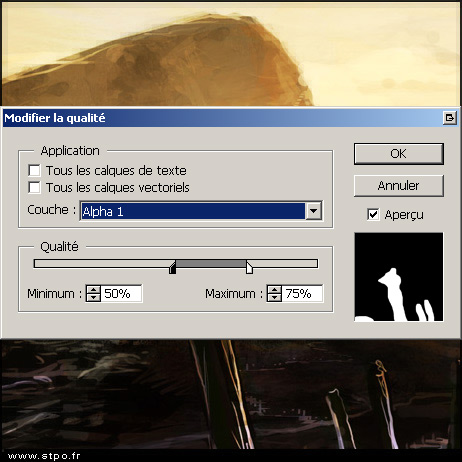 Modifier la qualité
Application
Tous les calques de texte
Tous les calques vectoriels
Couche : Alpha 1
Qualité
Minimum : 50% Maximum : 75%
OK
Annuler
Aperçu
www.stpo.fr